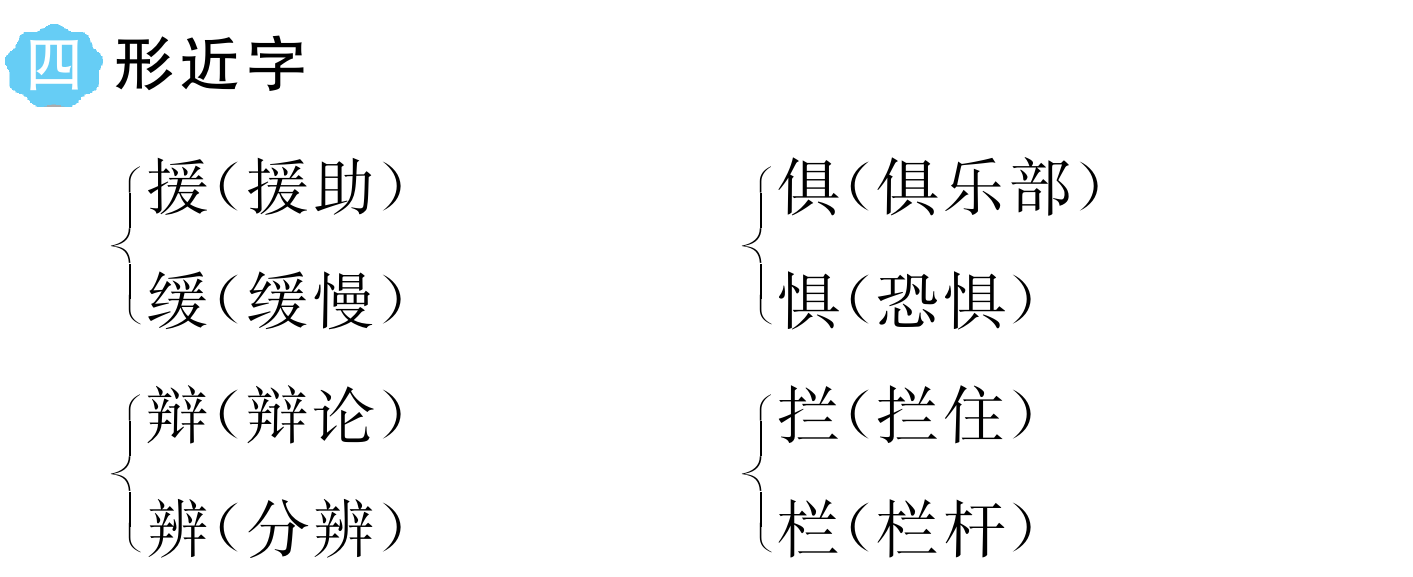 四 形近字
援(援助) 俱(俱乐部)
缓(缓慢) 惧(恐惧)
辩(辩论) 拦(拦住)
辨(分辨) 栏(栏杆)